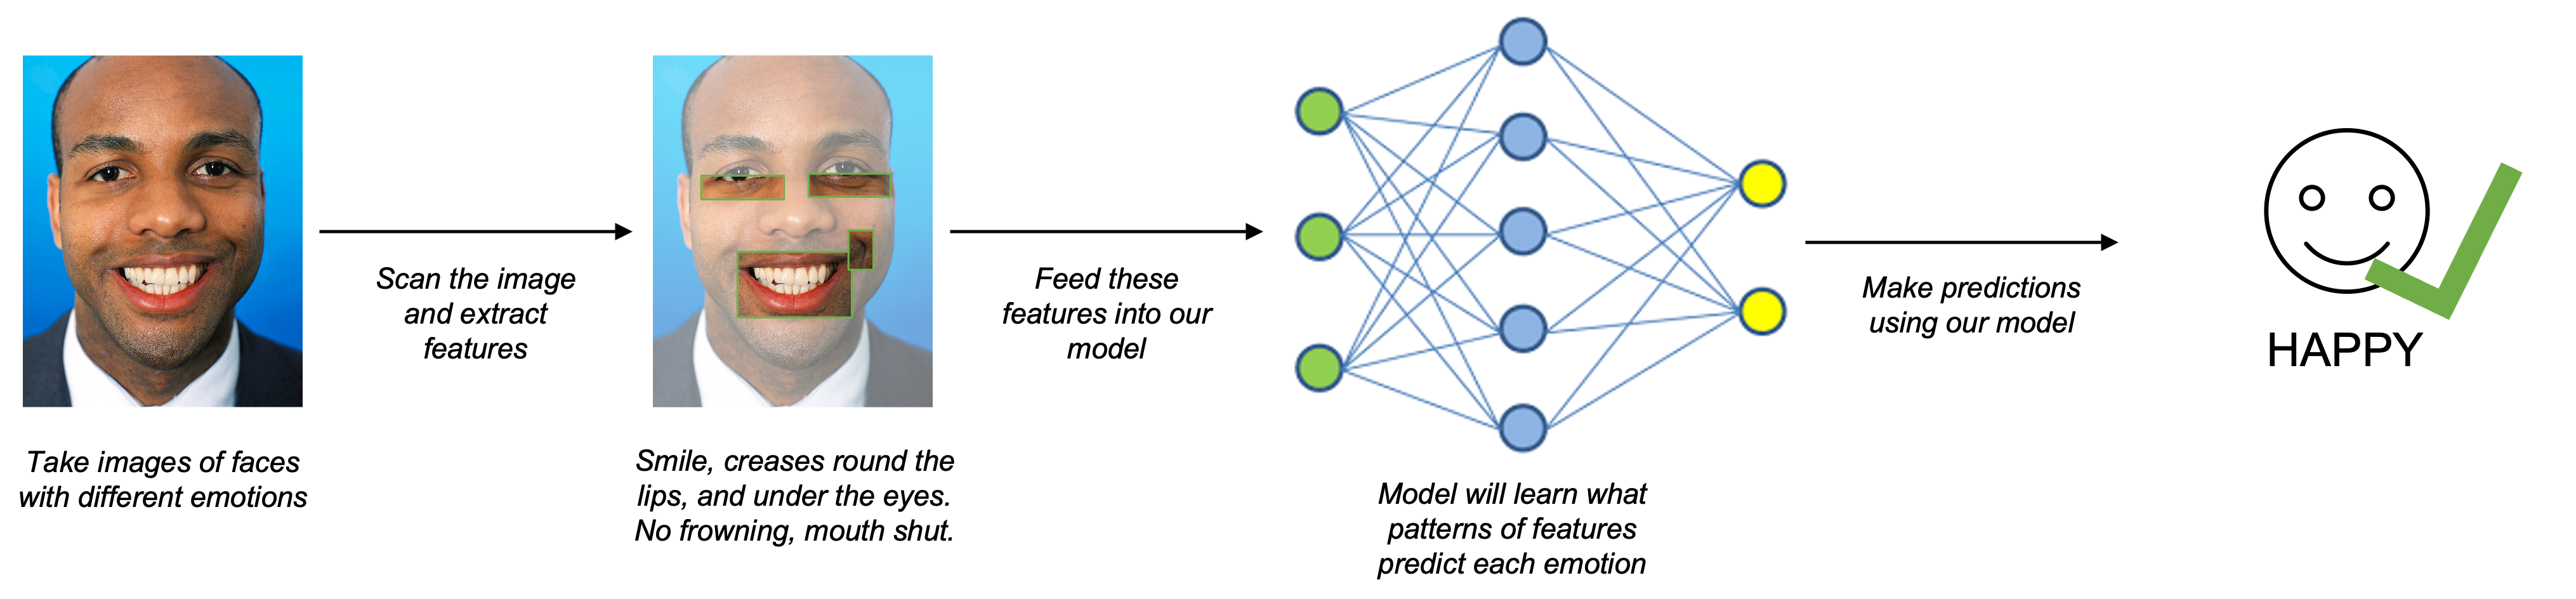 Take images of faces
with different emotions
Scan the image
and extract
features
Smile, creases round the
lips, and under the eyes.
No frowning, mouth shut.
Feed these
features into our
model
Model will learn what
patterns of features
predict each emotion
Make predictions
using our model
HAPPY